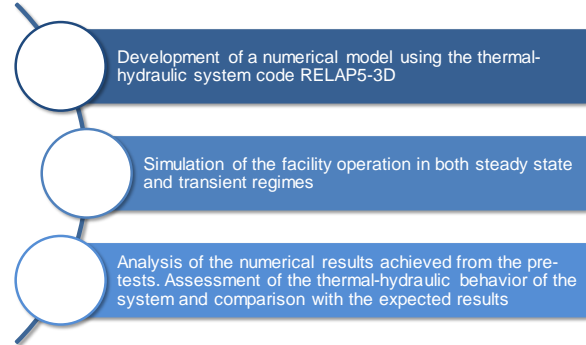 Development of a numerical model using the thermal-
hydraulic system code RELAP5-3D
Simulation of the facility operation in both steady state
and transient regimes
Analysis of the numerical results achieved from the pre-
tests. Assessment of the thermal-hydraulic behavior of the
system and comparison with the expected results